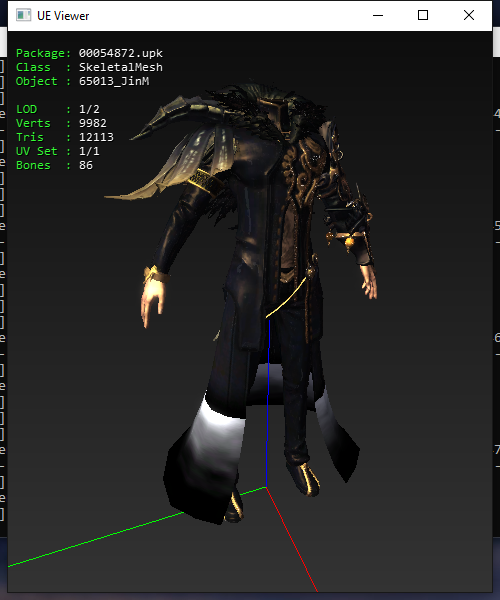 UE Viewer
Package: 00054872.upk
Class : SkeletalMesh
Object : 65013_JinM
LOD : 1/2
Verts : 9982
Tris : 12113
UV Set : 1/1
Bones : 86